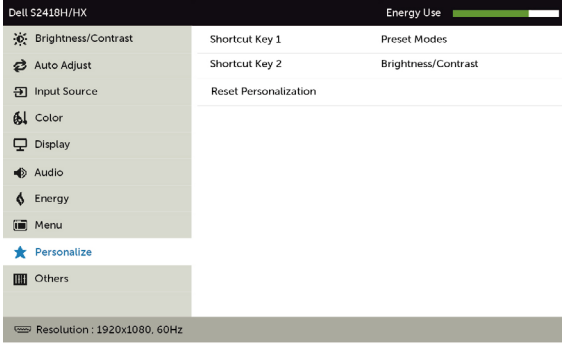 Dell S2418H/HX Energy Use
Brightness/Contrast
Auto Adjust
Input Source
Color
Display
Audio
Energy
Menu
Personalize
Others
Shortcut Key 1 Preset Modes
Shortcut Key 2 Brightness/Contrast
Reset Personalization
Resolution : 1920x1080, 60Hz